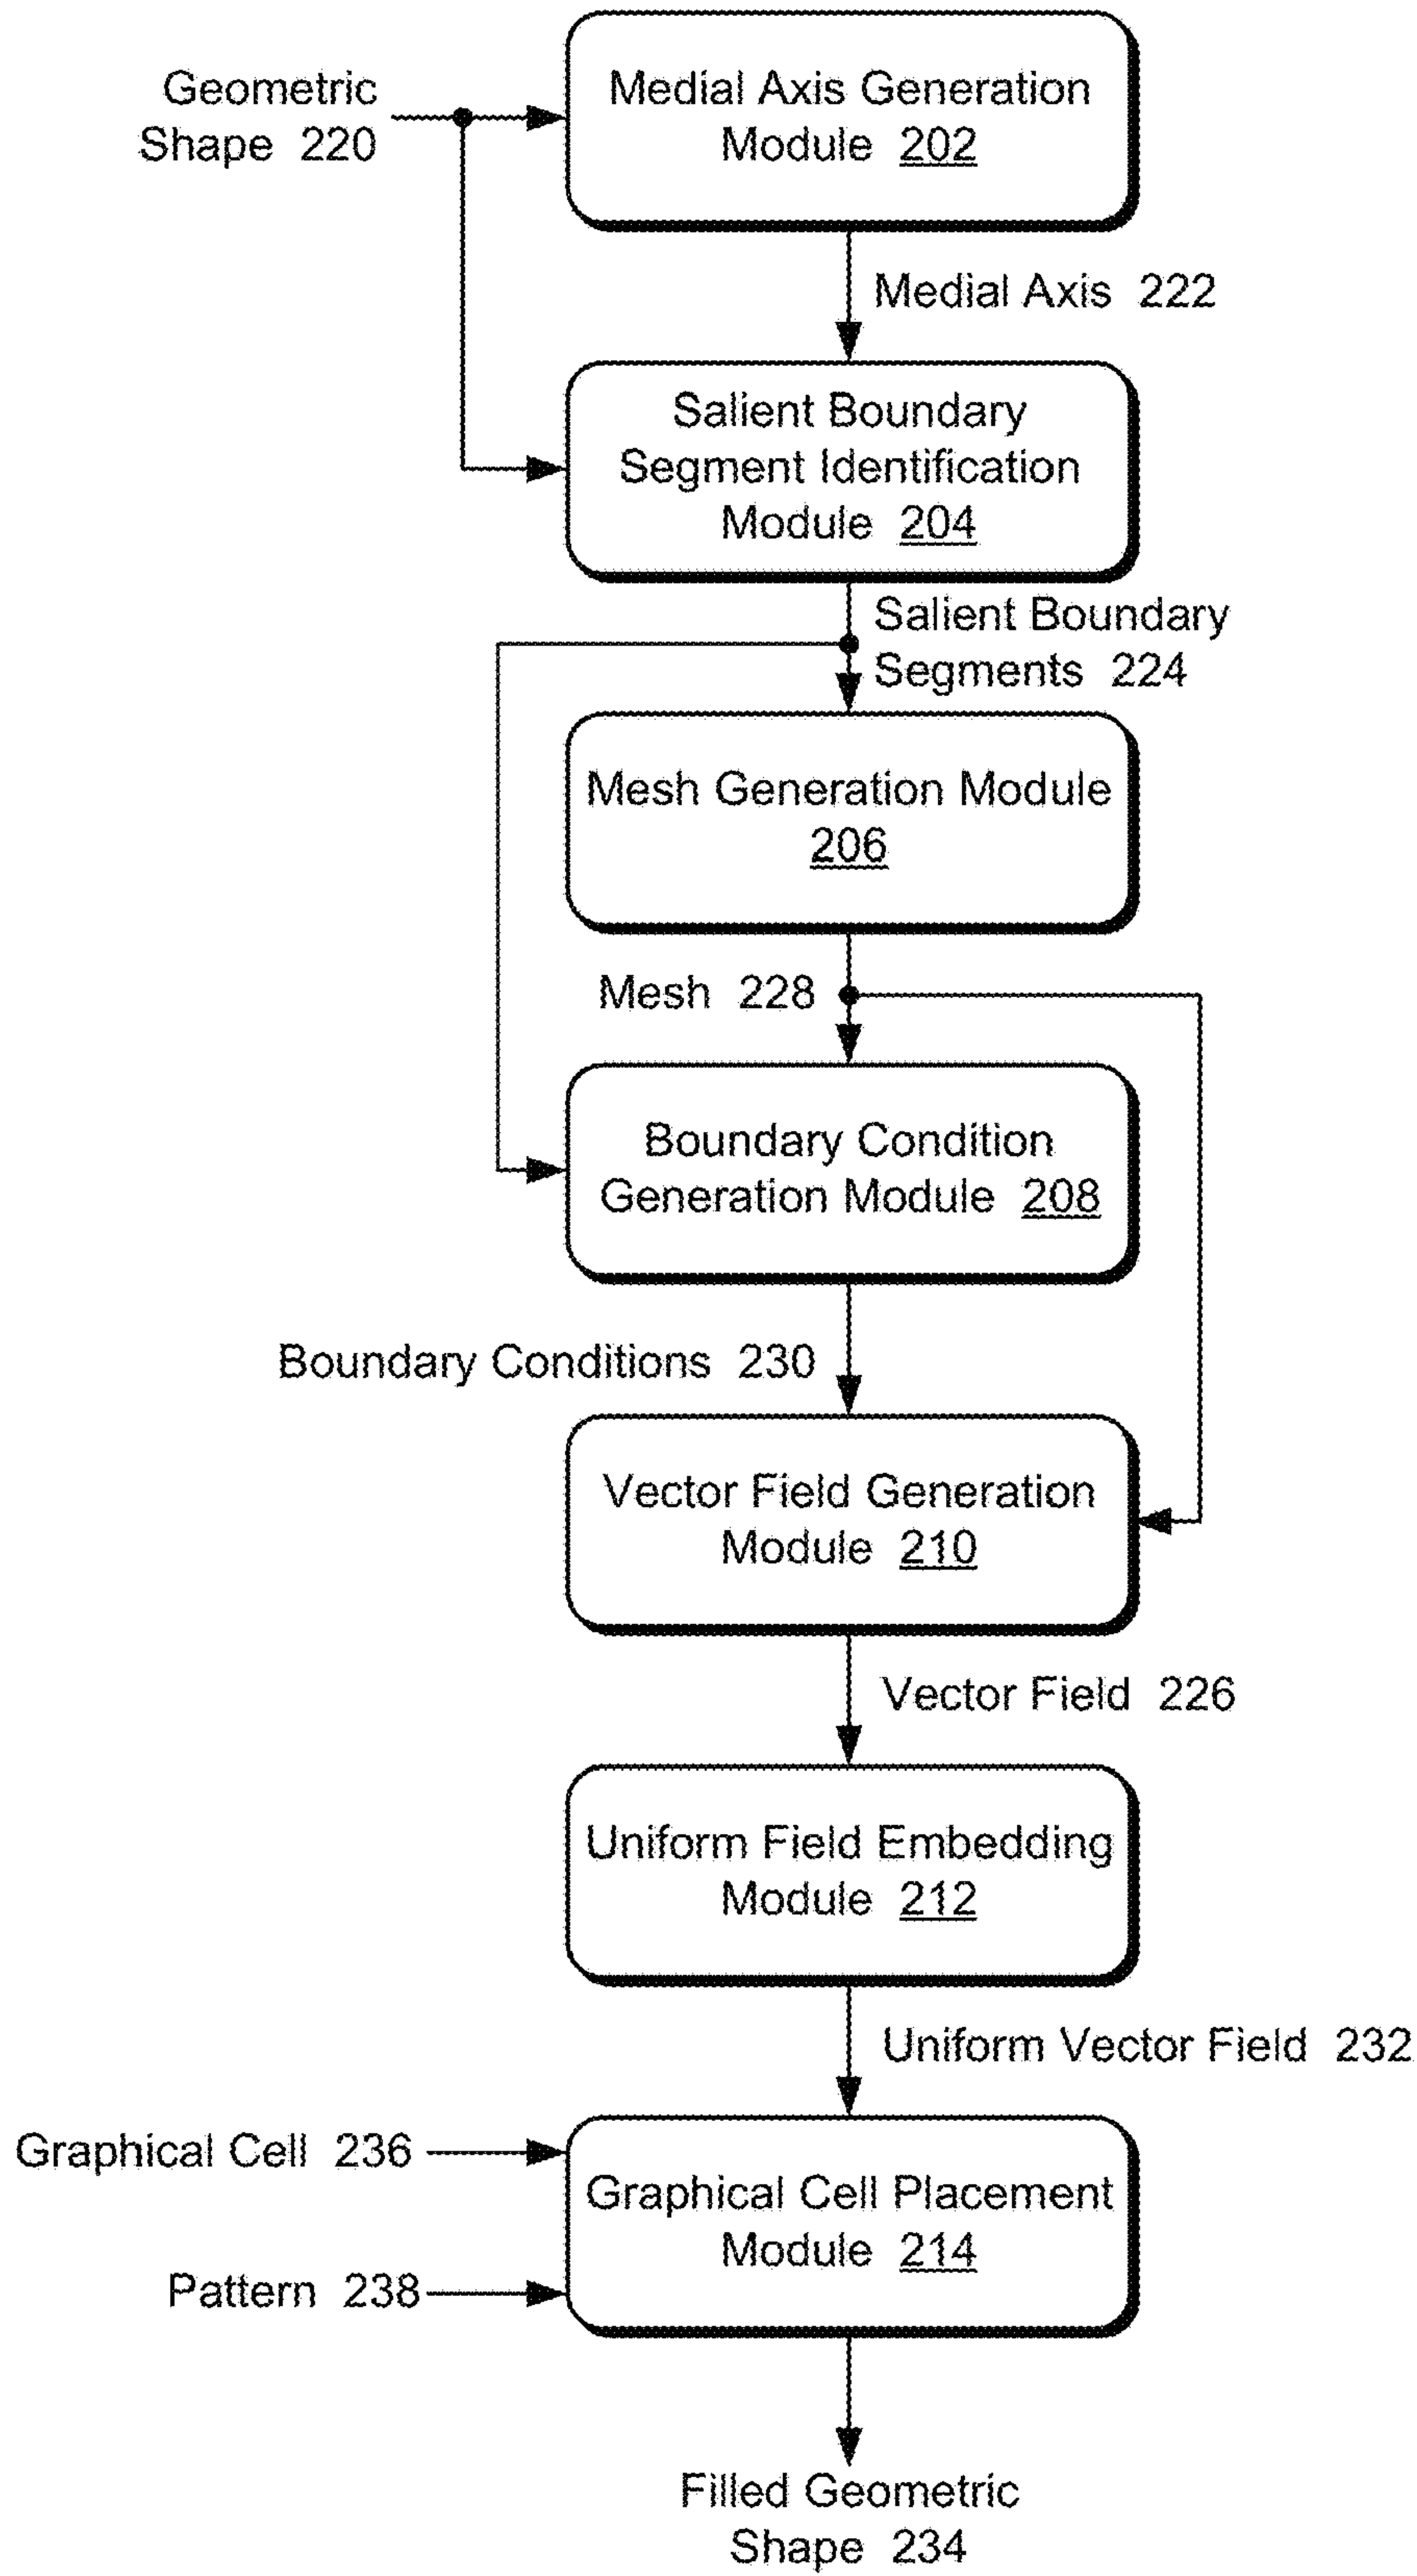 Geometric
Shape 220
Medial Axis Generation
Module 202
Medial Axis 222
Salient Boundary
Segment Identification
Module 204
Salient Boundary
Segments 224
Mesh Generation Module
206
Mesh 228
Boundary Condition
Generation Module 208
Boundary Conditions 230
Vector Field Generation
Module 210
Vector Field 226
Uniform Field Embedding
Module 212
Uniform Vector Field 232
Graphical Cell 236
Graphical Cell Placement
Module 214
Pattern 238
Filled Geometric
Shape 234